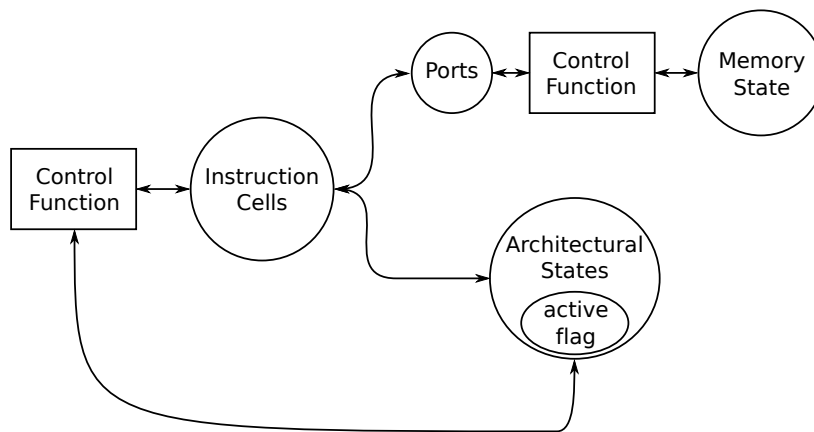 Ports
Control
Function
Memory
State
Control
Function
Instruction
Cells
Architectural
States
active
flag